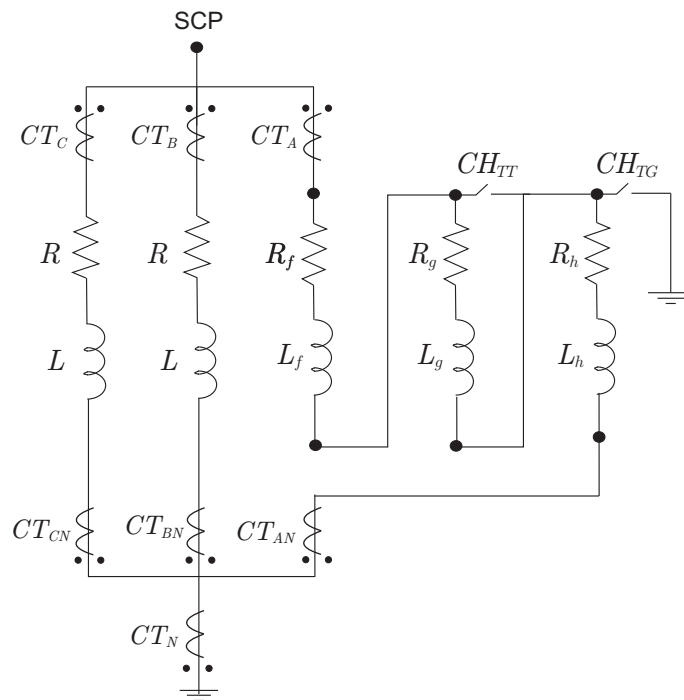 SCP
CT_C CT_B CT_A
CH_TT CH_TG
R R R_f R_g R_h
L L L_f L_g L_h
CT_CN CT_BN CT_AN
CT_N